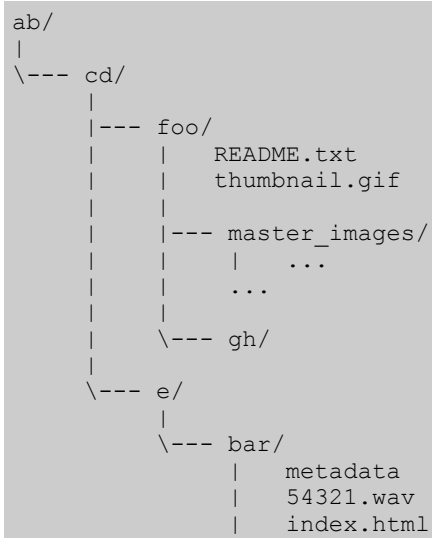 ab/
|
\--- cd/
     |
     |--- foo/
     |    |   README.txt
     |    |   thumbnail.gif
     |    |
     |    |--- master_images/
     |    |    |   ...
     |    |   ...
     |    |
     |    \--- gh/
     |
     \--- e/
          |
          \--- bar/
               |   metadata
               |   54321.wav
               |   index.html